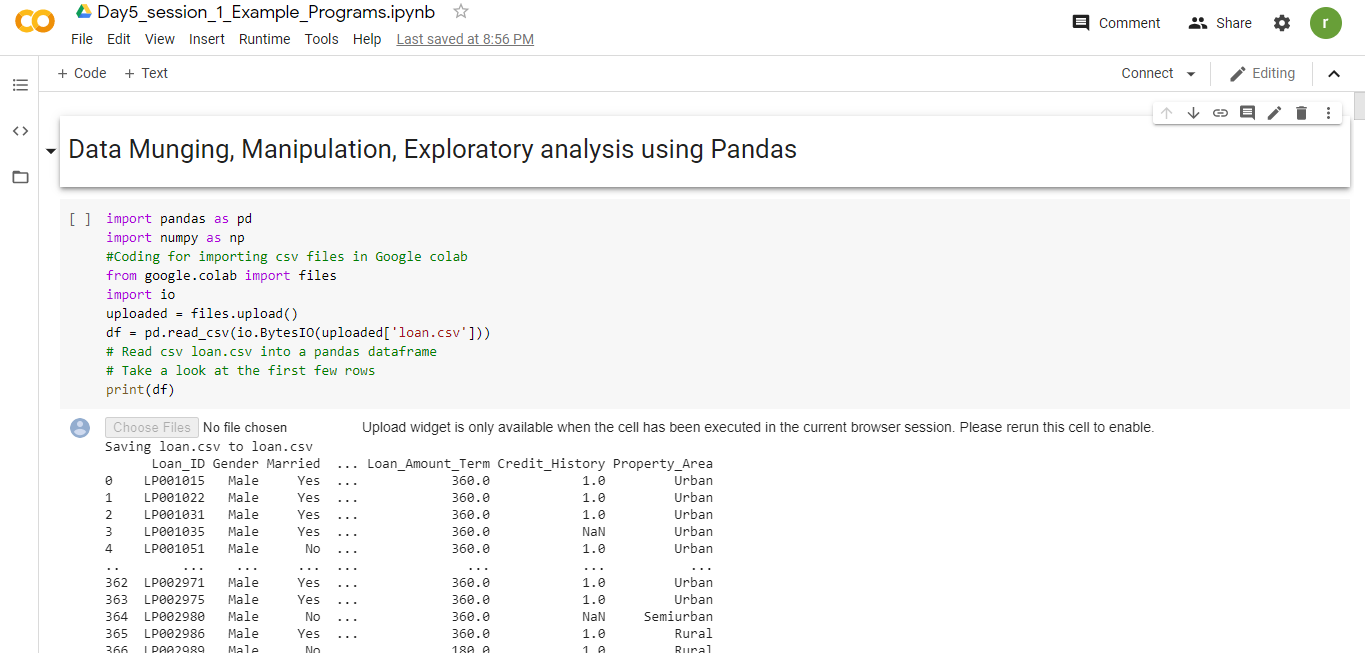 Day5_session_1_Example_Programs.ipynb
File Edit View Insert Runtime Tools Help Last saved at 8:56 PM
Comment Share r
+ Code + Text
Connect Editing
Data Munging, Manipulation, Exploratory analysis using Pandas
[ ] import pandas as pd
import numpy as np
#Coding for importing csv files in Google colab
from google.colab import files
import io
uploaded = files.upload()
df = pd.read_csv(io.BytesIO(uploaded['loan.csv']))
# Read csv loan.csv into a pandas dataframe
# Take a look at the first few rows
print(df)
Choose Files No file chosen Upload widget is only available when the cell has been executed in the current browser session. Please rerun this cell to enable.
Saving loan.csv to loan.csv
Loan_ID Gender Married ... Loan_Amount_Term Credit_History Property_Area
0 LP001015 Male Yes ... 360.0 1.0 Urban
1 LP001022 Male Yes ... 360.0 1.0 Urban
2 LP001031 Male Yes ... 360.0 1.0 Urban
3 LP001035 Male Yes ... 360.0 NaN Urban
4 LP001051 Male No ... 360.0 1.0 Urban
.. ... ... ... ... ... ... ...
362 LP002971 Male Yes ... 360.0 1.0 Urban
363 LP002975 Male Yes ... 360.0 1.0 Urban
364 LP002980 Male No ... 360.0 NaN Semiurban
365 LP002986 Male Yes ... 360.0 1.0 Rural
366 LP002989 Male No 180.0 1.0 Rural